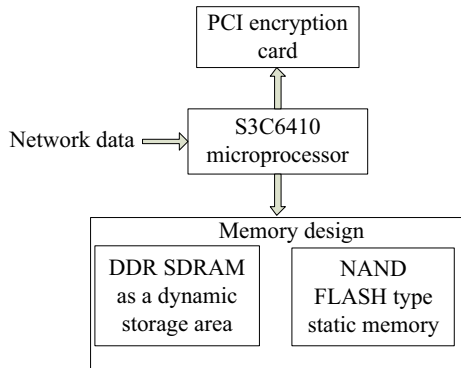 PCI encryption
card
S3C6410
microprocessor
Network data
Memory design
DDR SDRAM
as a dynamic
storage area
NAND
FLASH type
static memory